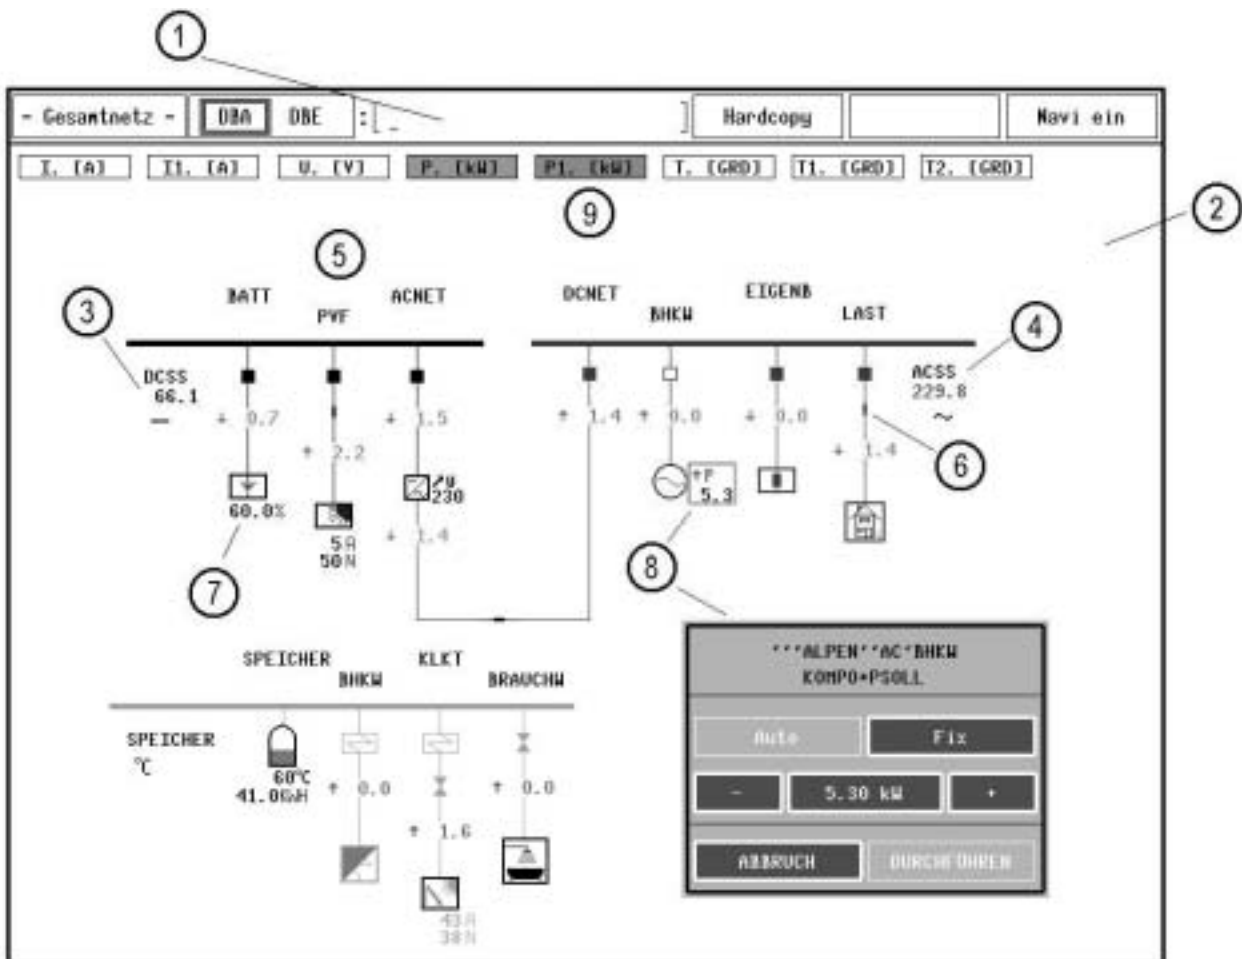 1
- Gesamtnetz - DBA DBE :[ _ ] Hardcopy Navi ein
I. [A] I1. [A] U. [V] P. [kW] P1. [kW] T. [GRD] T1. [GRD] T2. [GRD]
9
2
5
BATT ACNET DCNET EIGENB
3 PVF BHKW LAST 4
DCSS ACSS
66.1 229.8
— ~
↓ 0.7 ↓ 1.5 ↑ 1.4 ↑ 0.0 ↓ 0.0
↑ 2.2 ↓ 1.4 6
60.0% 230 5.3
5A ↓ 1.4
50N
7 8
SPEICHER KLKT
BHKW BRAUCHW
SPEICHER
°C
60°C
↑ 0.0 ↑ 0.0
↑ 1.6
43A
38N
'''ALPEN''AC'BHKW
KOMPO*PSOLL
Auto Fix
- 5.30 kW +
ABBRUCH DURCHFÜHREN